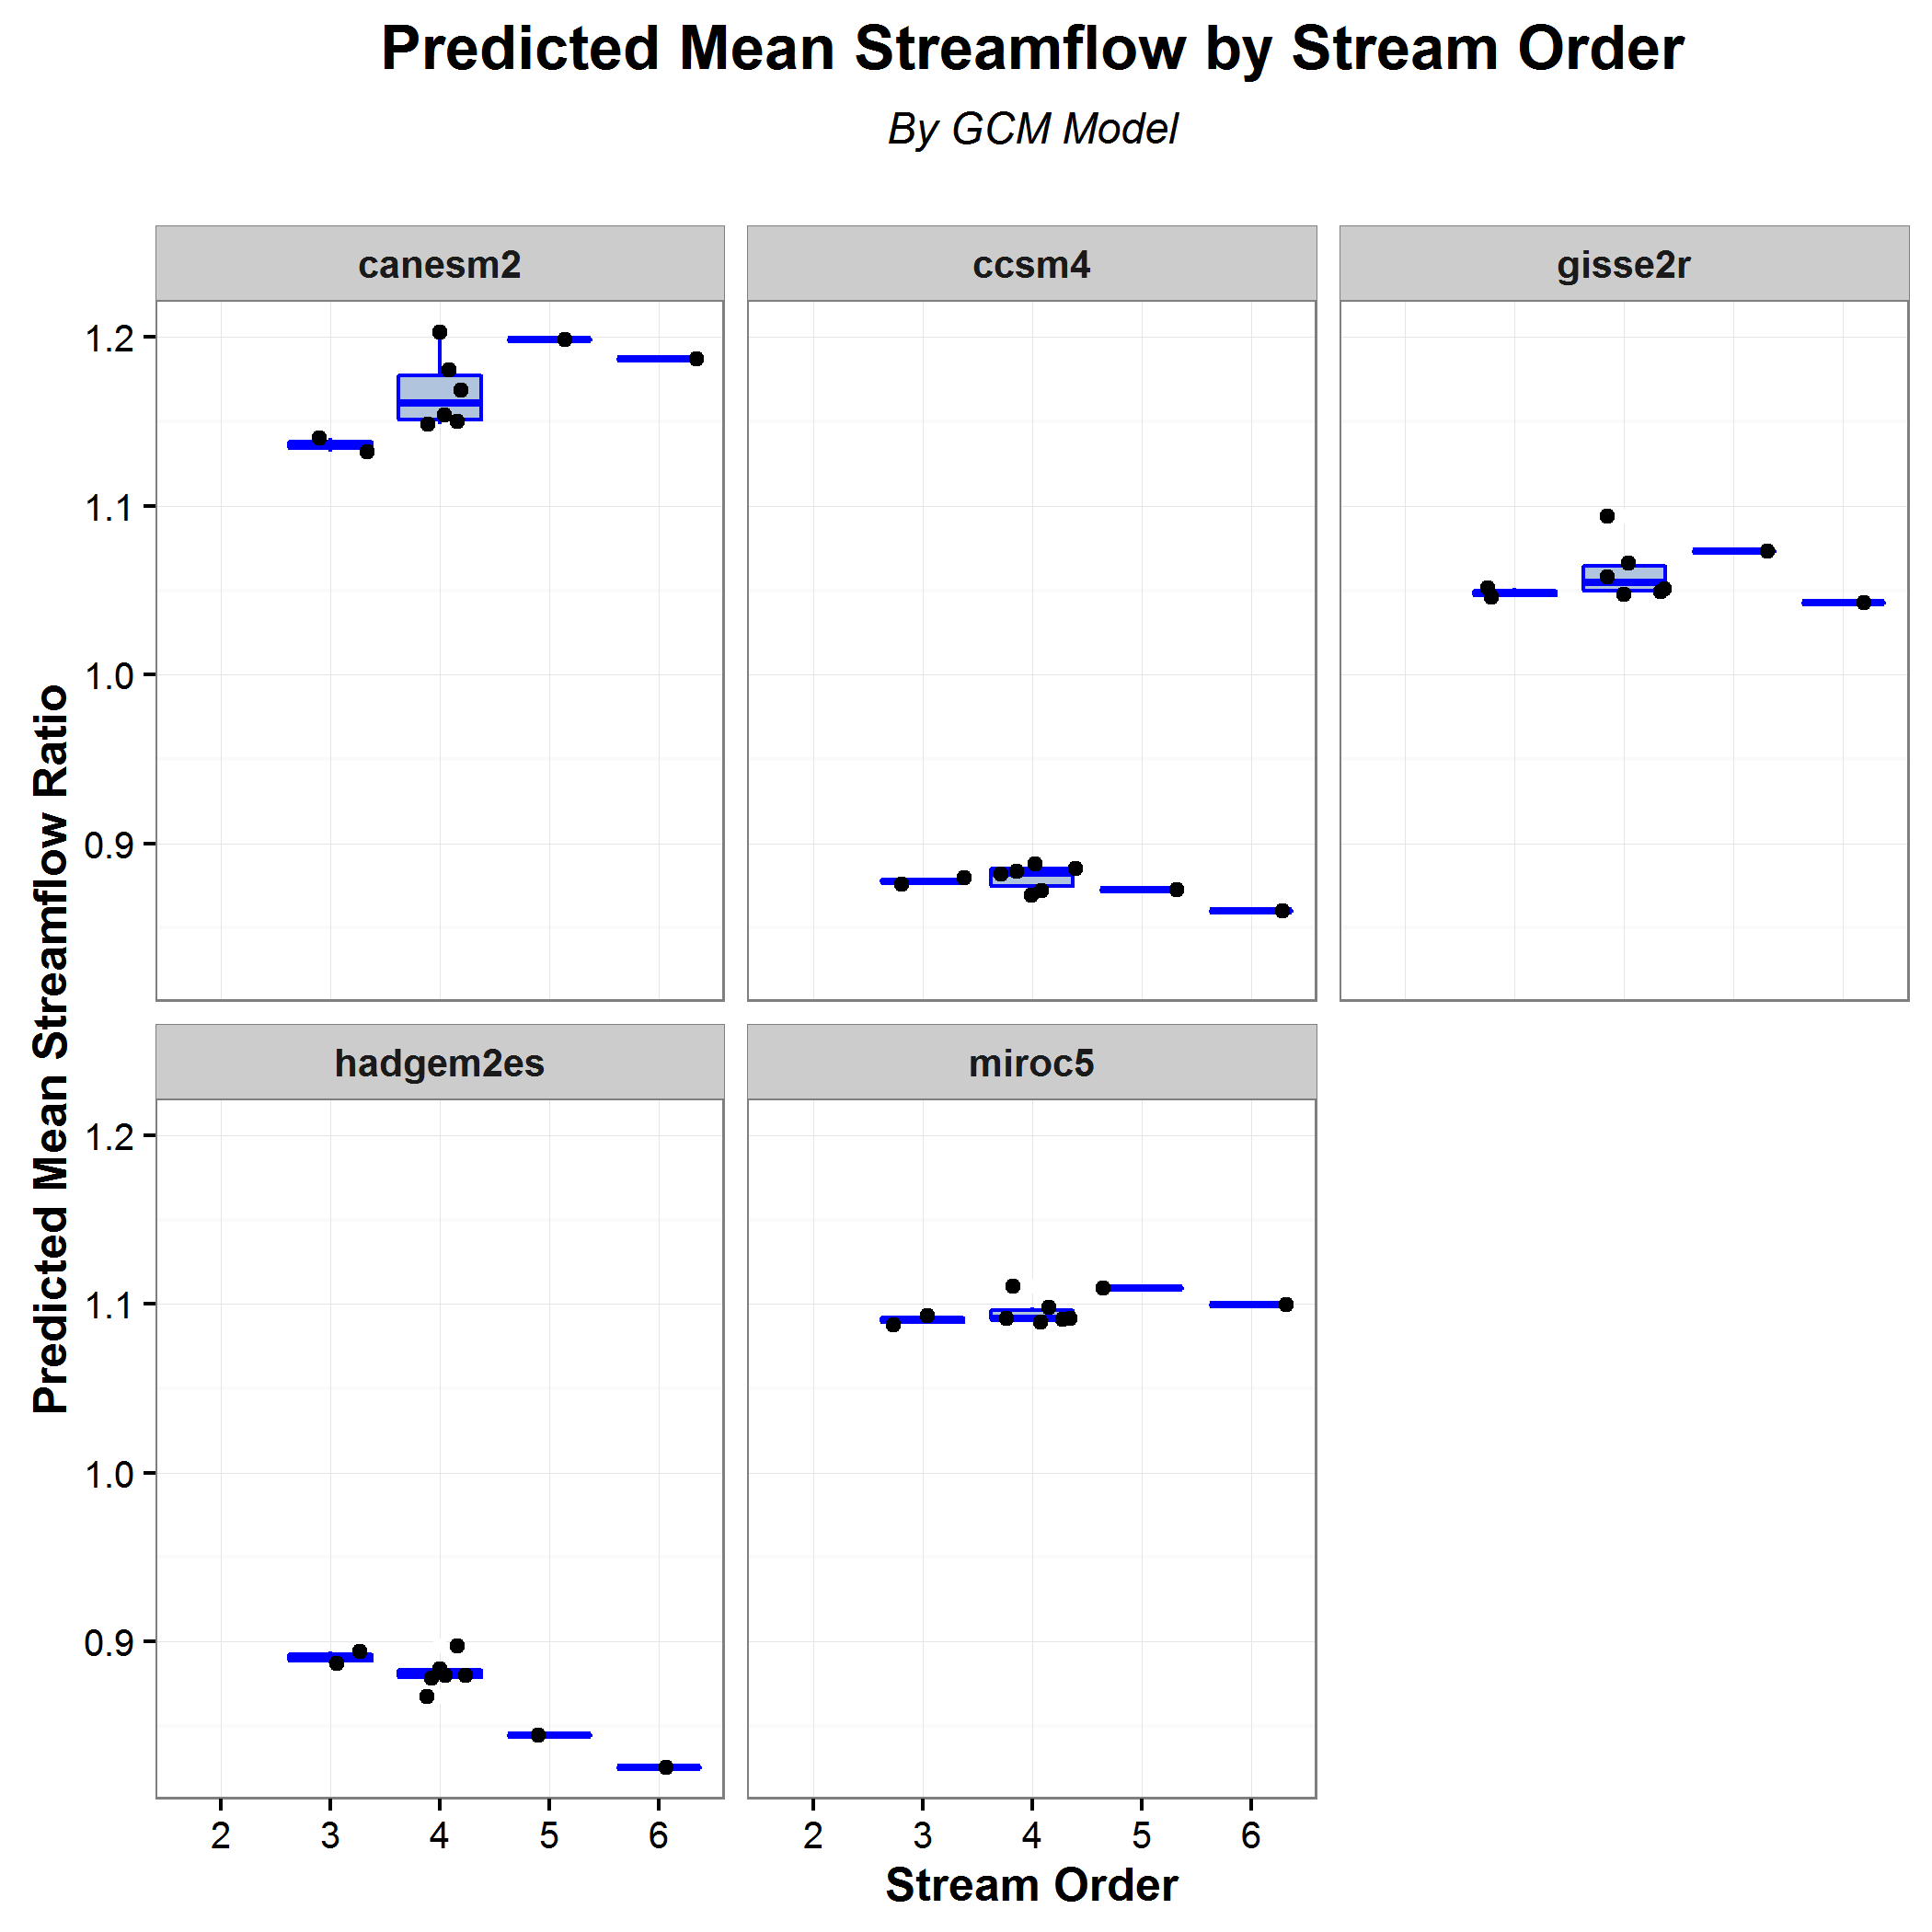 Predicted Mean Streamflow by Stream Order
By GCM Model
canesm2
ccsm4
gisse2r
1.2
1.1
1.0
0.9
Predicted Mean Streamflow Ratio
hadgem2es
miroc5
1.2
1.1
1.0
0.9
2 3 4 5 6
2 3 4 5 6
Stream Order